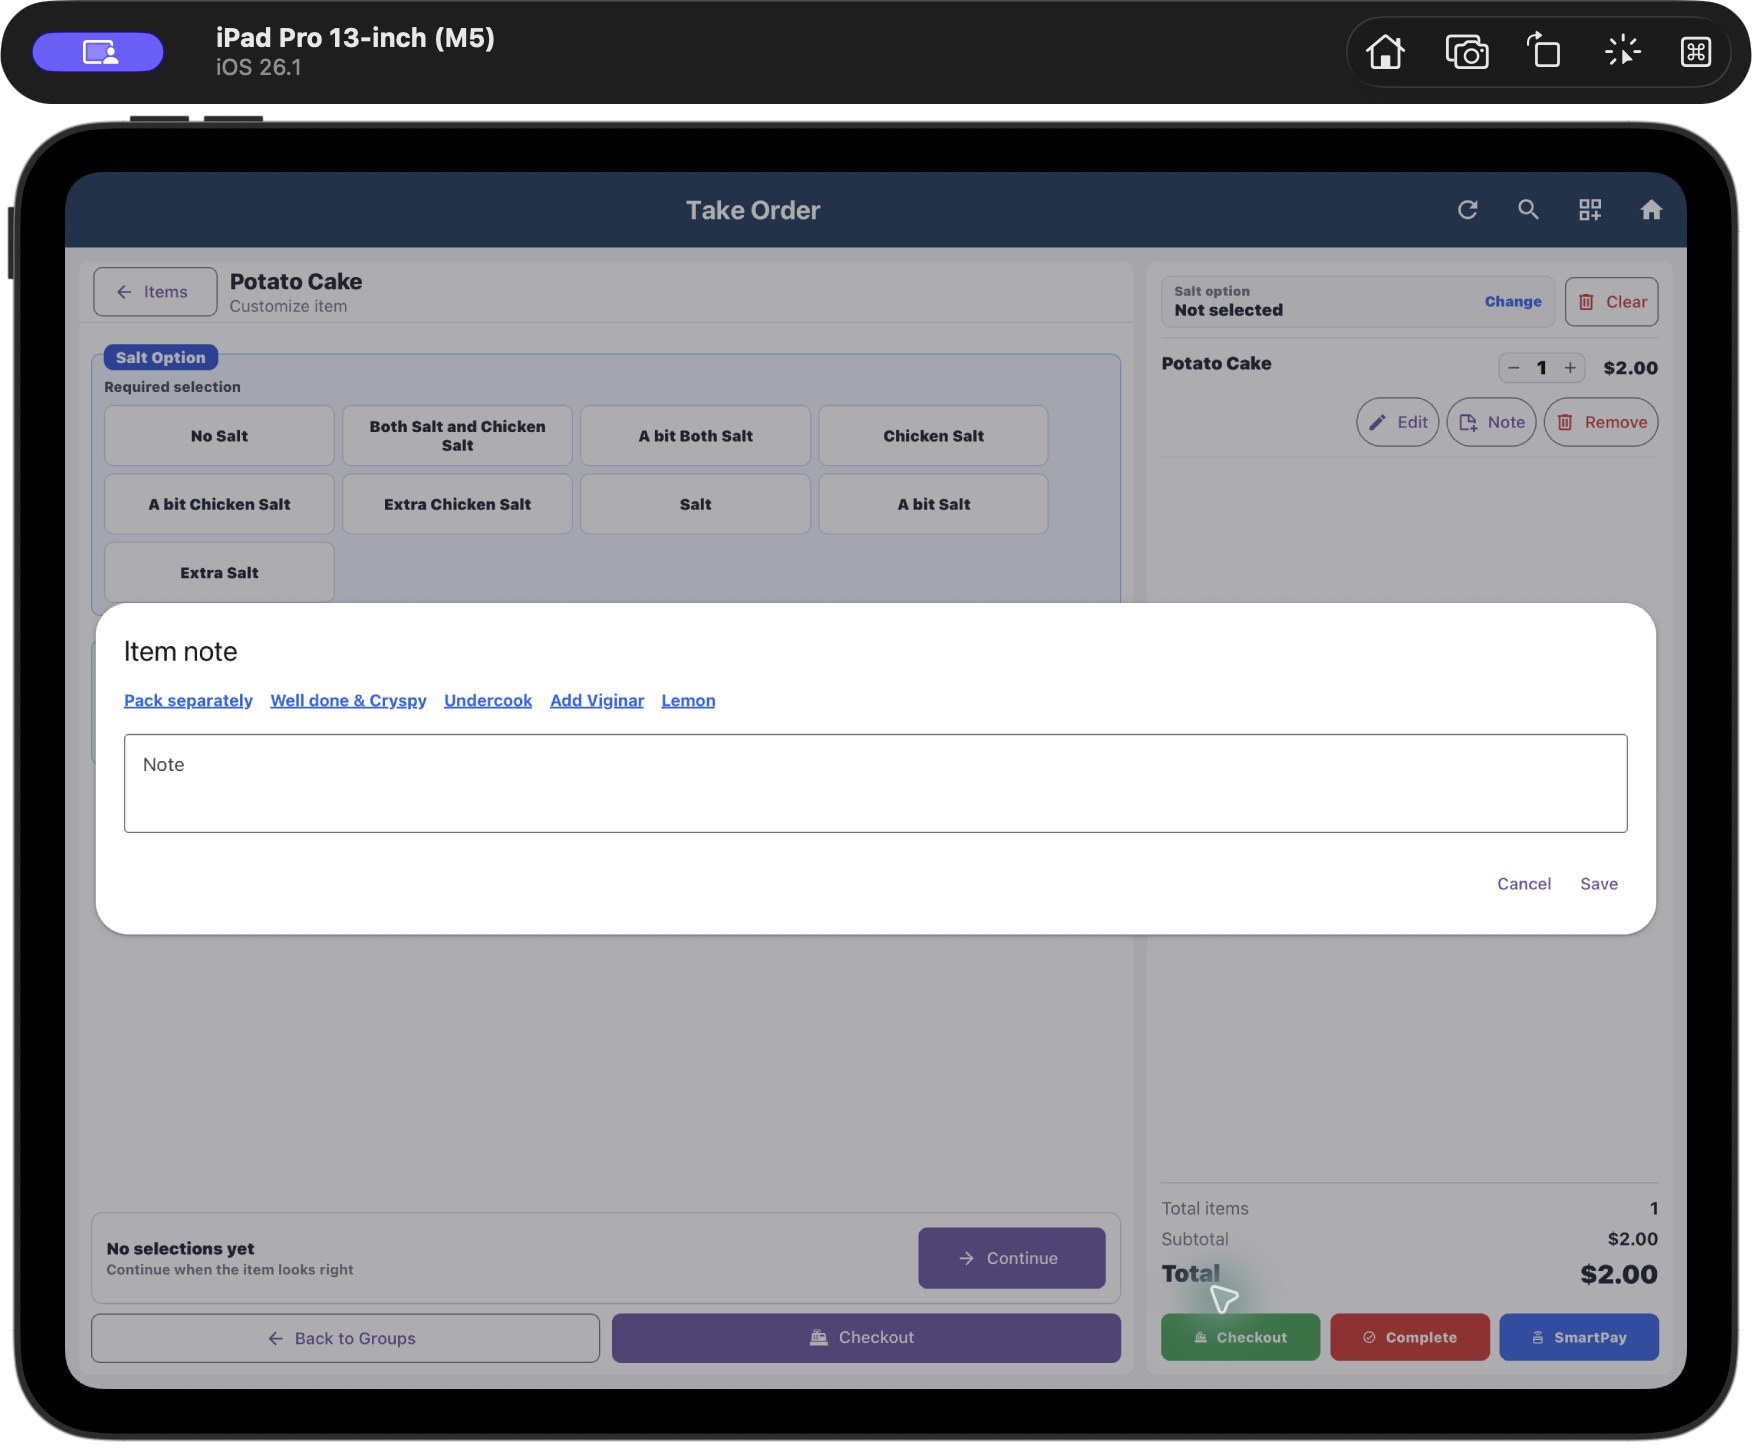 iPad Pro 13-inch (M5)
iOS 26.1
Take Order
Items
Potato Cake
Customize item
Salt Option
Required selection
No Salt
Both Salt and Chicken
Salt
A bit Both Salt
Chicken Salt
A bit Chicken Salt
Extra Chicken Salt
Salt
A bit Salt
Extra Salt
Salt option
Not selected
Change
Clear
Potato Cake
− 1 + $2.00
Edit
Note
Remove
Item note
Pack separately Well done & Cryspy Undercook Add Viginar Lemon
Note
Cancel Save
No selections yet
Continue when the item looks right
Continue
Back to Groups
Checkout
Total items 1
Subtotal $2.00
Total $2.00
Checkout
Complete
SmartPay